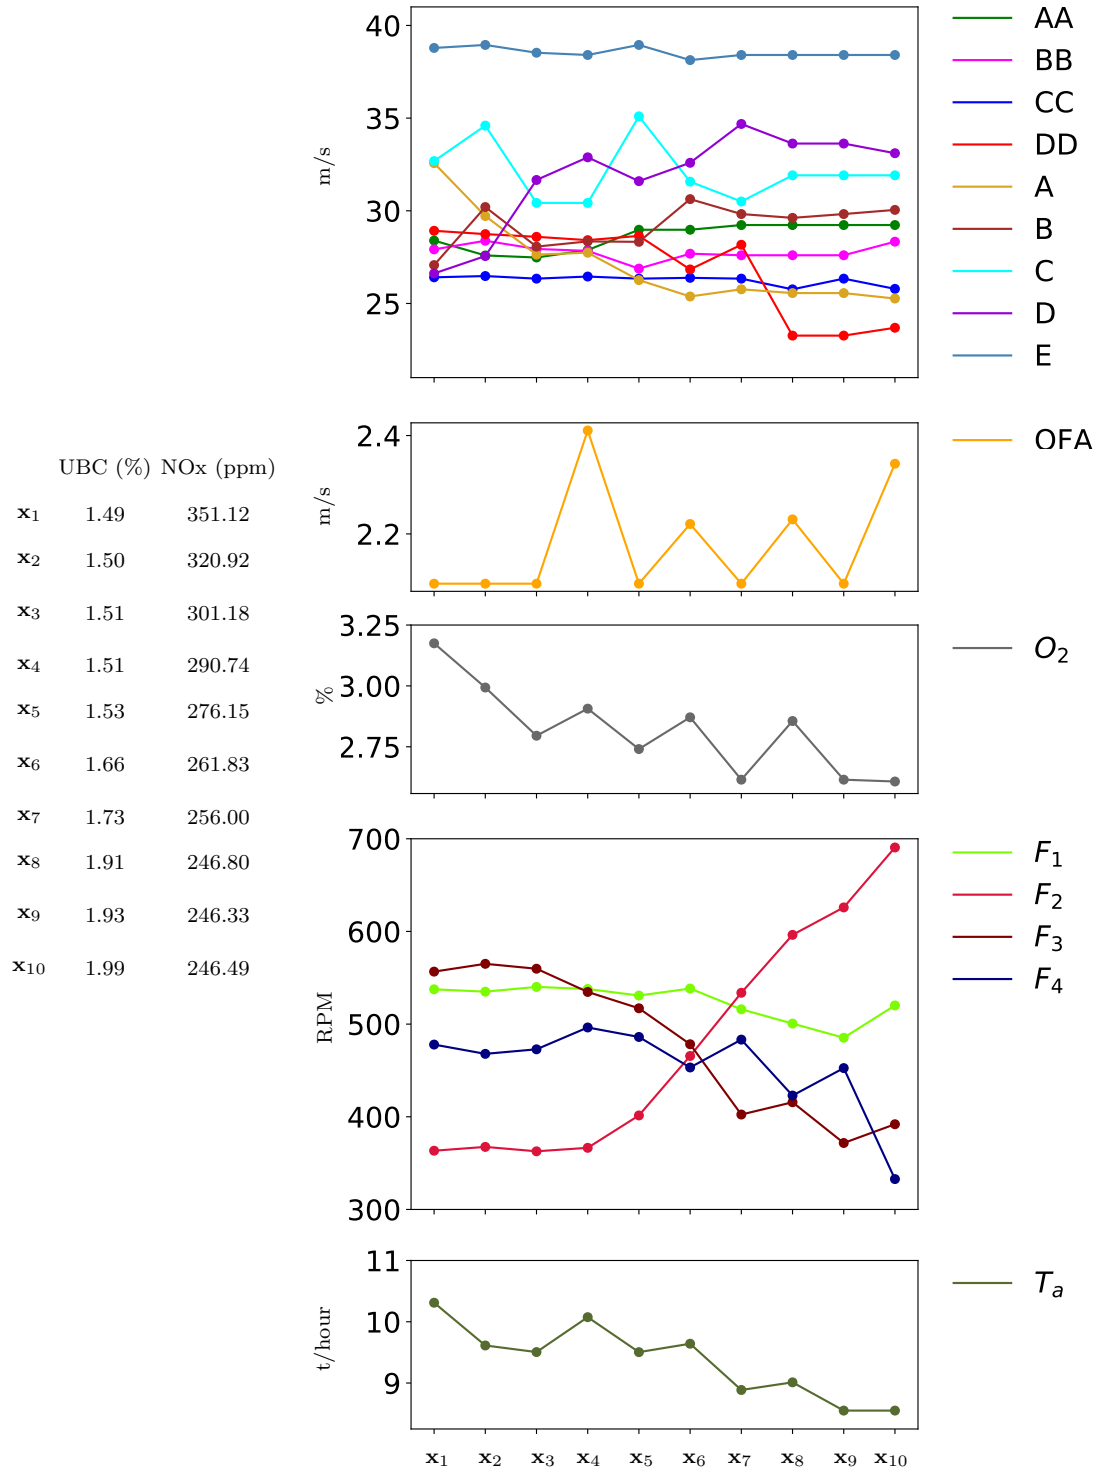 UBC (%) NOx (ppm)
x1 1.49 351.12
x2 1.50 320.92
x3 1.51 301.18
x4 1.51 290.74
x5 1.53 276.15
x6 1.66 261.83
x7 1.73 256.00
x8 1.91 246.80
x9 1.93 246.33
x10 1.99 246.49
m/s
40
35
30
25
AA
BB
CC
DD
A
B
C
D
E
m/s
2.4
2.2
OFA
%
3.25
3.00
2.75
O2
RPM
700
600
500
400
300
F1
F2
F3
F4
t/hour
11
10
9
Ta
x1 x2 x3 x4 x5 x6 x7 x8 x9 x10